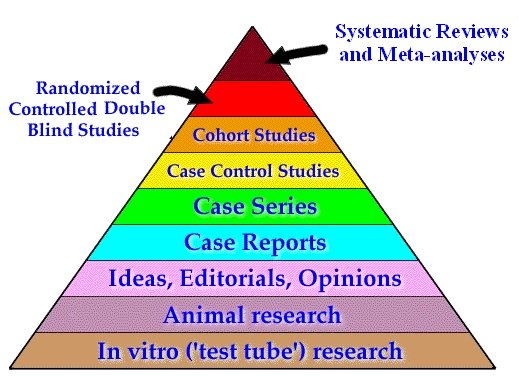 Systematic Reviews
and Meta-analyses
Randomized
Controlled Double
Blind Studies
Cohort Studies
Case Control Studies
Case Series
Case Reports
Ideas, Editorials, Opinions
Animal research
In vitro ('test tube') research